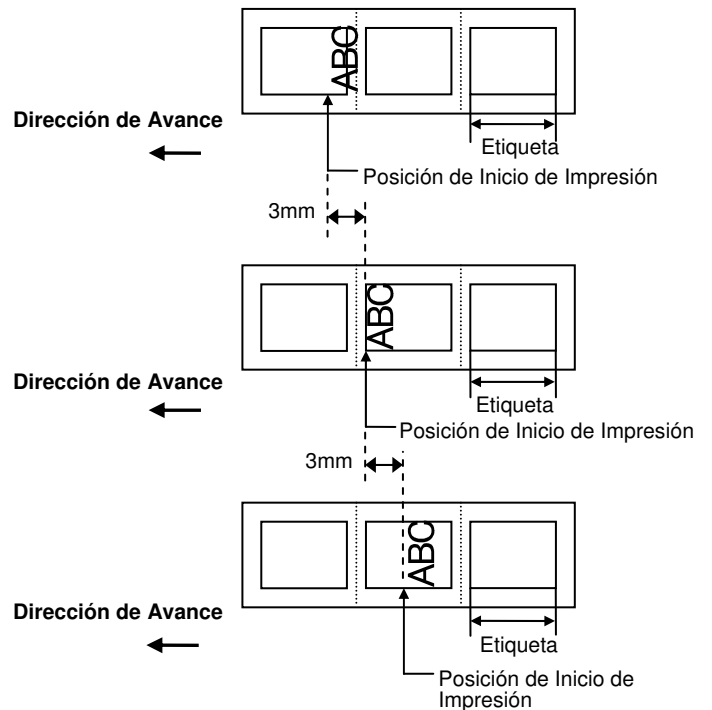 ABC
Dirección de Avance
Etiqueta
Posición de Inicio de Impresión
3mm
ABC
Dirección de Avance
Etiqueta
Posición de Inicio de Impresión
3mm
ABC
Dirección de Avance
Etiqueta
Posición de Inicio de
Impresión